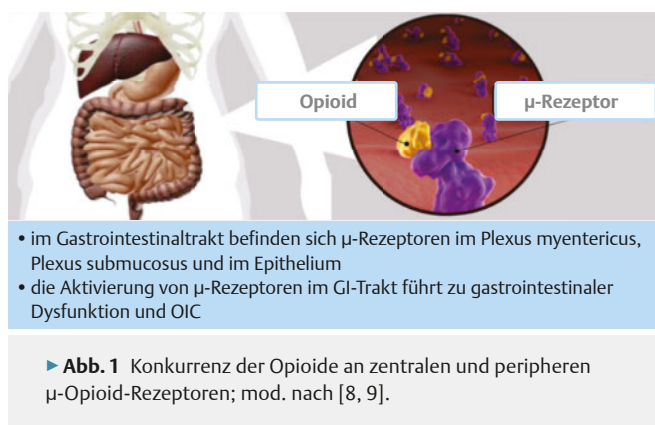 Opioid
μ-Rezeptor
• im Gastrointestinaltrakt befinden sich μ-Rezeptoren im Plexus myentericus,
Plexus submucosus und im Epithelium
• die Aktivierung von μ-Rezeptoren im GI-Trakt führt zu gastrointestinaler
Dysfunktion und OIC
▶ Abb. 1 Konkurrenz der Opioide an zentralen und peripheren
μ-Opioid-Rezeptoren; mod. nach [8, 9].